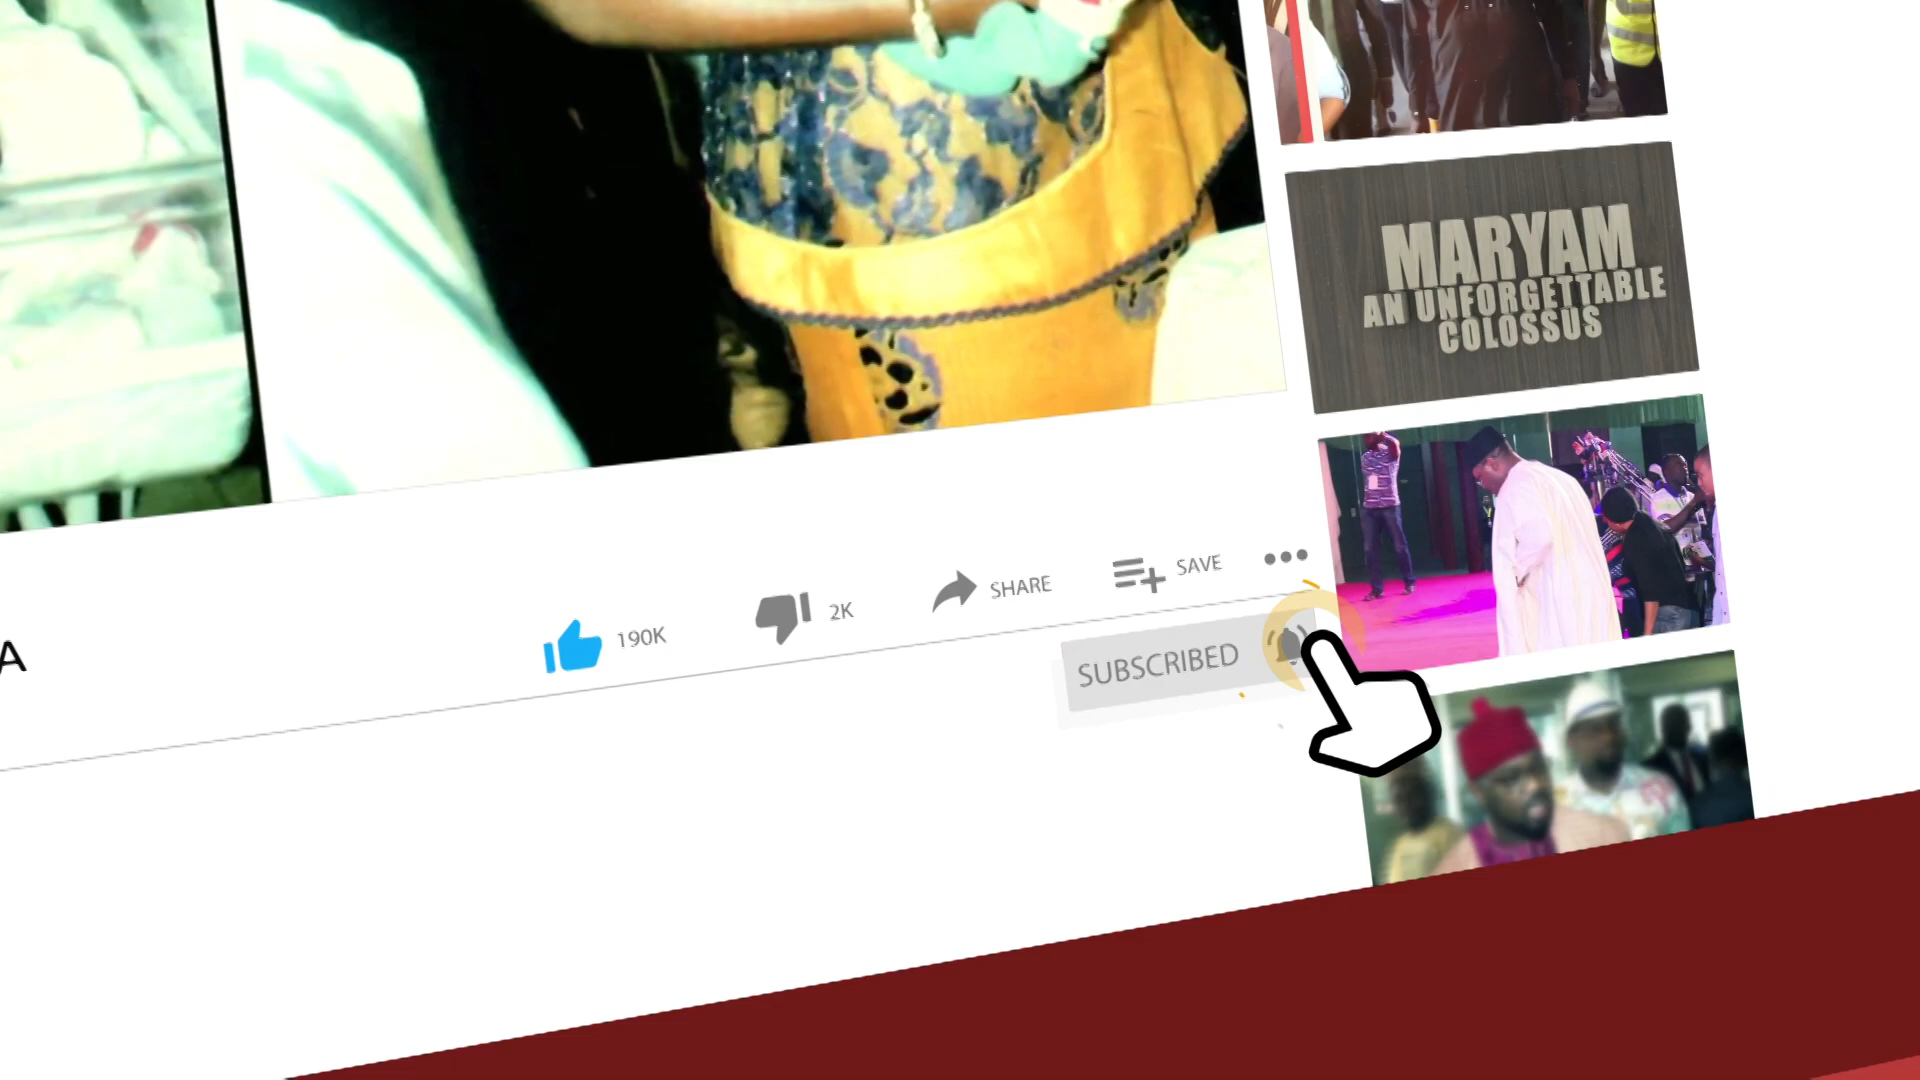 MARYAM
AN UNFORGETTABLE
COLOSSUS
A
190K
2K
SHARE
SAVE
SUBSCRIBED